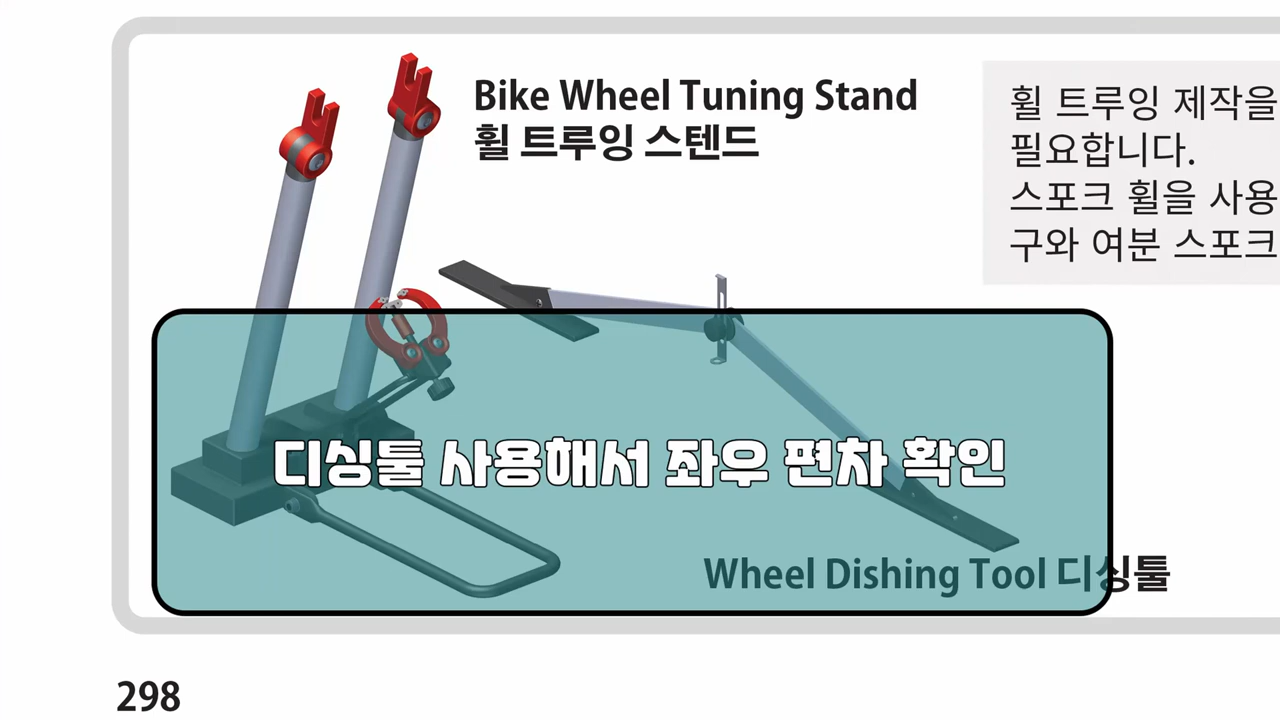 Bike Wheel Tuning Stand
휠 트루잉 스텐드
휠 트루잉 제작을
필요합니다.
스포크 휠을 사용
구와 여분 스포크
디싱툴 사용해서 좌우 편차 확인
Wheel Dishing Tool 디싱툴
298